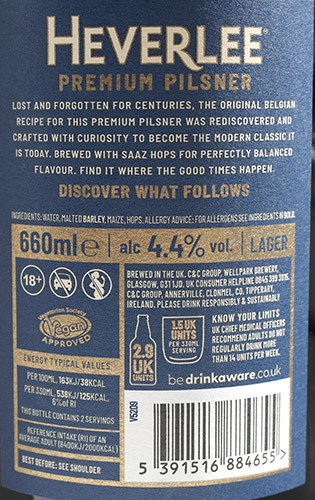 HEVERLEE®
PREMIUM PILSNER
LOST AND FORGOTTEN FOR CENTURIES, THE ORIGINAL BELGIAN
RECIPE FOR THIS PREMIUM PILSNER WAS REDISCOVERED AND
CRAFTED WITH CURIOSITY TO BECOME THE MODERN CLASSIC IT
IS TODAY. BREWED WITH SAAZ HOPS FOR PERFECTLY BALANCED
FLAVOUR. FIND IT WHERE THE GOOD TIMES HAPPEN.
DISCOVER WHAT FOLLOWS
INGREDIENTS: WATER, MALTED BARLEY, MAIZE, HOPS. ALLERGY ADVICE: FOR ALLERGENS SEE INGREDIENTS IN BOLD.
660ml e alc 4.4% vol. LAGER
18+
Vegetarian Society
Vegan
APPROVED
BREWED IN THE UK. C&C GROUP, WELLPARK BREWERY,
GLASGOW, G31 1JD. UK CONSUMER HELPLINE 0845 399 3815.
C&C GROUP, ANNERVILLE, CLONMEL, CO. TIPPERARY,
IRELAND. PLEASE DRINK RESPONSIBLY & SUSTAINABLY
2.9
UK
UNITS
1.5 UK
UNITS
PER 330ML
SERVING
KNOW YOUR LIMITS
UK CHIEF MEDICAL OFFICERS
RECOMMEND ADULTS DO NOT
REGULARLY DRINK MORE
THAN 14 UNITS PER WEEK.
be drinkaware.co.uk
ENERGY TYPICAL VALUES
PER 100ML, 163KJ/39KCAL
PER 330ML, 538KJ/125KCAL,
6% of RI
THIS BOTTLE CONTAINS 2 SERVINGS
REFERENCE INTAKE (RI) OF AN
AVERAGE ADULT (8400KJ/2000KCAL)
BEST BEFORE: SEE SHOULDER
V5209
5 391516 884655 >